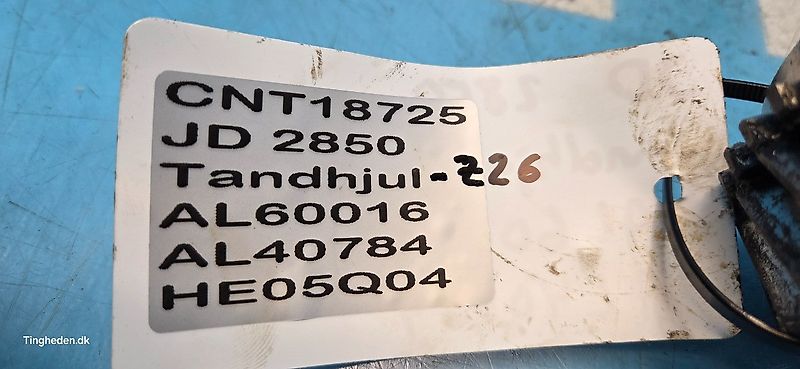 CNT18725
JD 2850
Tandhjul-Z26
AL60016
AL40784
HE05Q04
Tingheden.dk